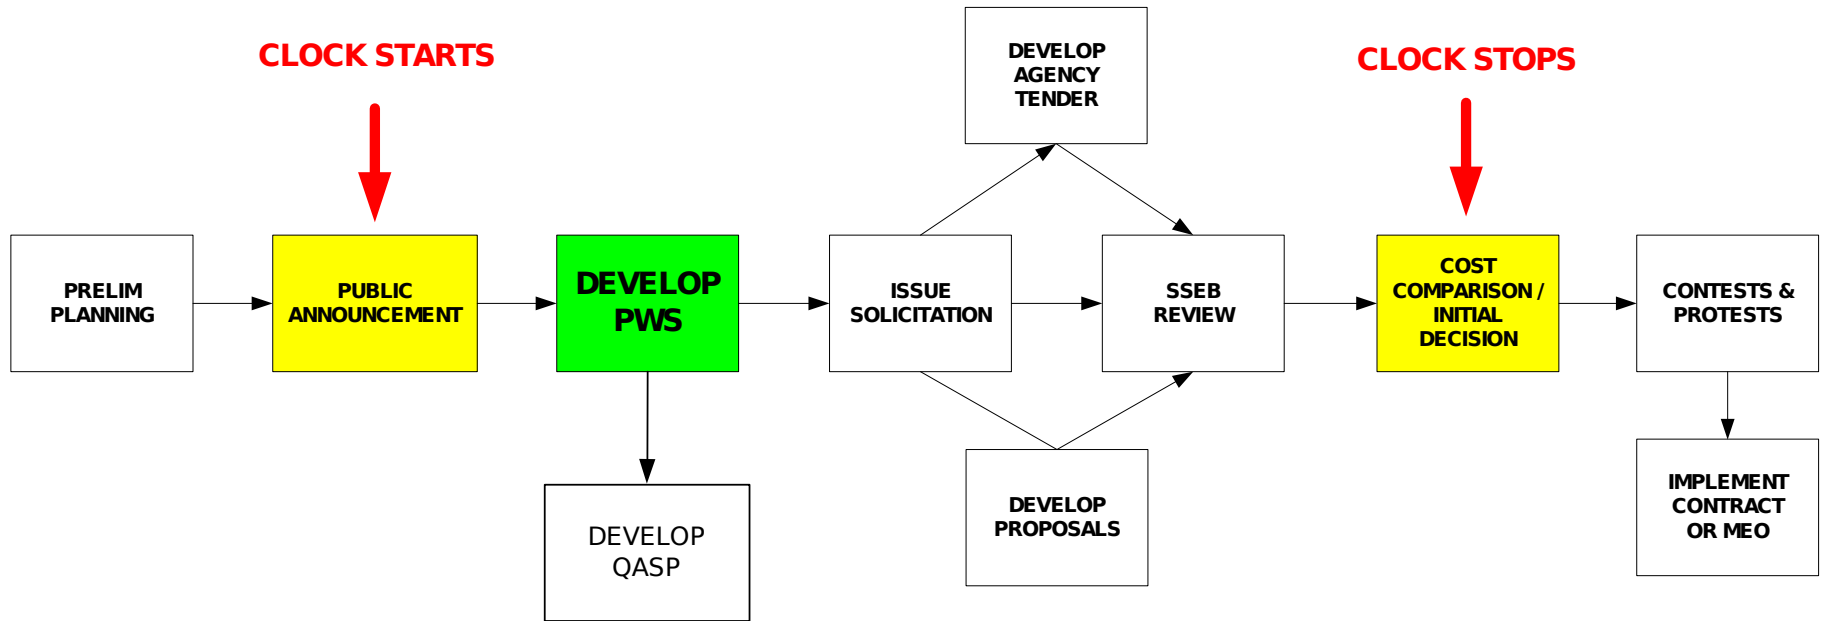 CLOCK STARTS
CLOCK STOPS
DEVELOP
AGENCY
TENDER
PRELIM
PLANNING
PUBLIC
ANNOUNCEMENT
DEVELOP
PWS
ISSUE
SOLICITATION
SSEB
REVIEW
COST
COMPARISON /
INITIAL
DECISION
CONTESTS &
PROTESTS
DEVELOP
QASP
DEVELOP
PROPOSALS
IMPLEMENT
CONTRACT
OR MEO